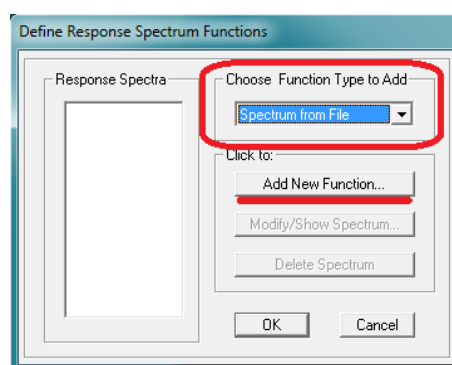 Define Response Spectrum Functions
Response Spectra
Choose Function Type to Add
Spectrum from File
Click to:
Add New Function...
Modify/Show Spectrum...
Delete Spectrum
OK
Cancel